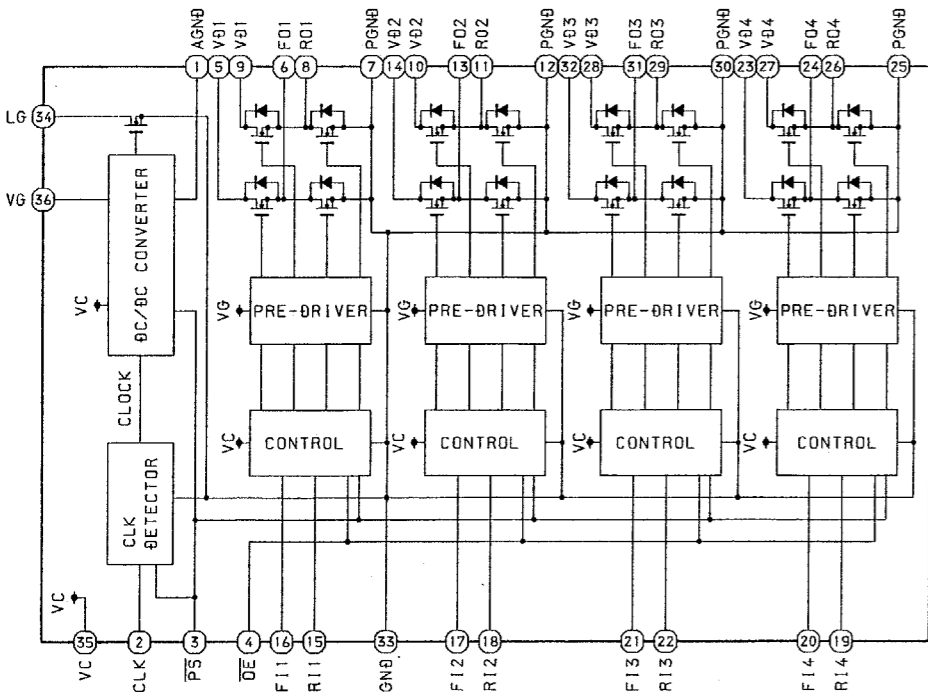 AGND VD1 VD1 FO1 RO1 PGND VD2 VD2 FO2 RO2 PGND VD3 VD3 FO3 RO3 PGND VD4 VD4 FO4 RO4 PGND
1 5 9 6 8 7 14 10 13 11 12 32 28 31 29 30 23 27 24 26 25
LG 34
VG 36
DC/DC CONVERTER
VC
VG PRE-DRIVER
VG PRE-DRIVER
VG PRE-DRIVER
VG PRE-DRIVER
CLOCK
VC CONTROL
VC CONTROL
VC CONTROL
VC CONTROL
CLK
DETECTOR
VC
35 2 3 4 16 15 33 17 18 21 22 20 19
VC CLK P̅S̅ O̅E̅ FI1 RI1 GND FI2 RI2 FI3 RI3 FI4 RI4